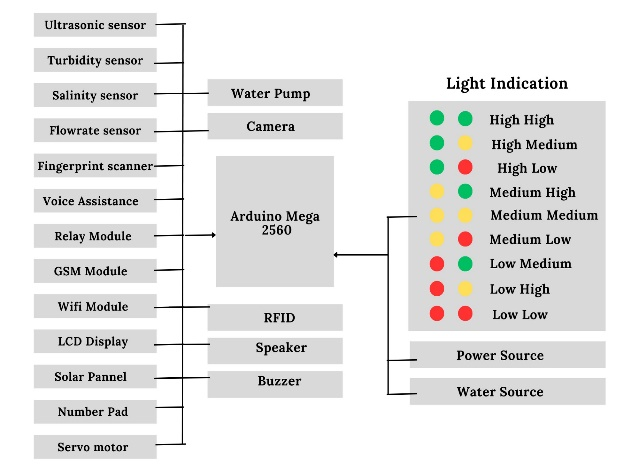 Ultrasonic sensor
Turbidity sensor
Salinity sensor
Flowrate sensor
Fingerprint scanner
Voice Assistance
Relay Module
GSM Module
Wifi Module
LCD Display
Solar Pannel
Number Pad
Servo motor
Water Pump
Camera
Arduino Mega
2560
RFID
Speaker
Buzzer
Light Indication
High High
High Medium
High Low
Medium High
Medium Medium
Medium Low
Low Medium
Low High
Low Low
Power Source
Water Source